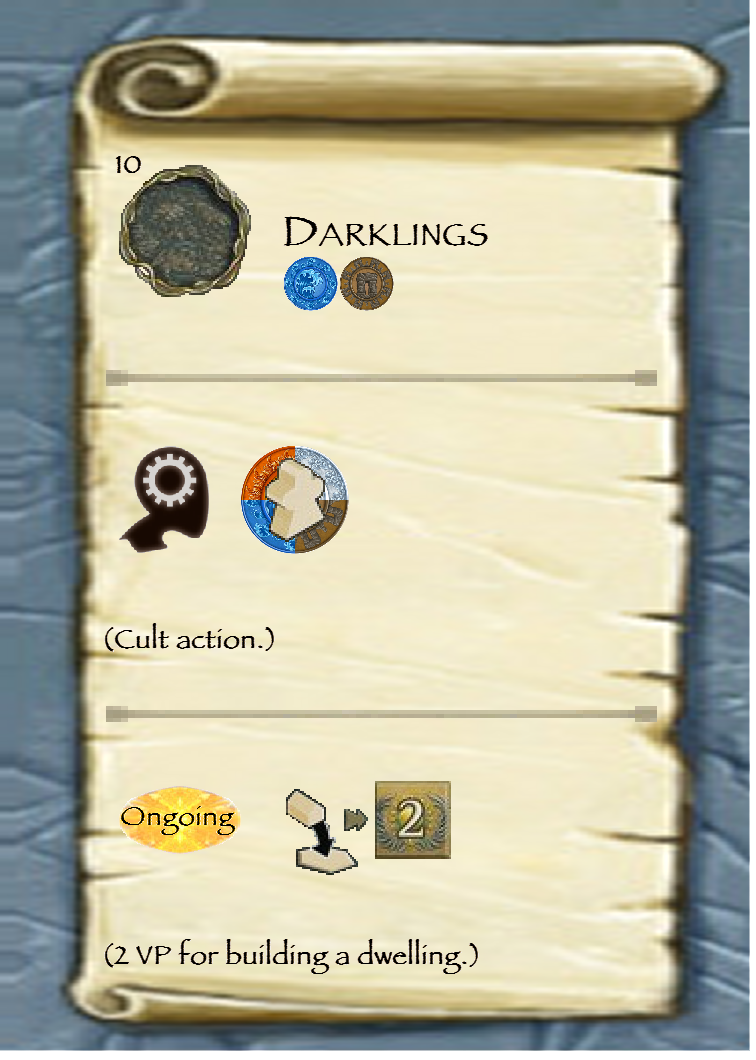 10
DARKLINGS
(Cult action.)
Ongoing
2
(2 VP for building a dwelling.)